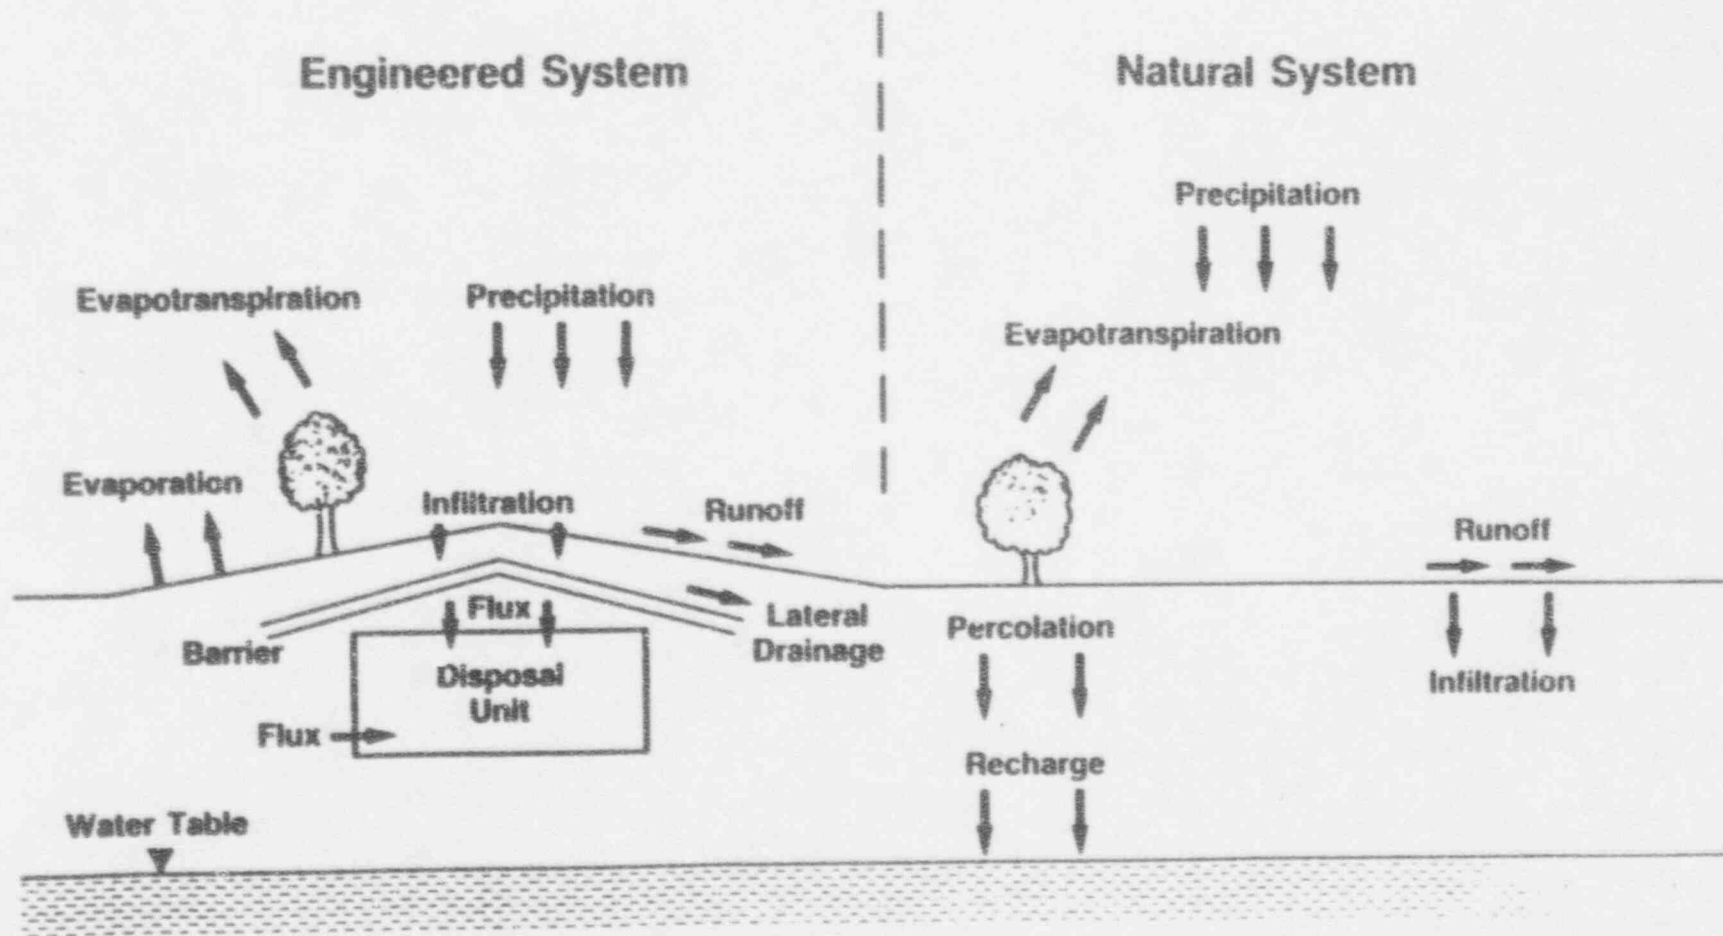 Engineered System
Natural System
Precipitation
Evapotranspiration
Precipitation
Evapotranspiration
Evaporation
Infiltration
Runoff
Runoff
Flux
Lateral
Drainage
Barrier
Percolation
Disposal
Unit
Infiltration
Flux
Recharge
Water Table